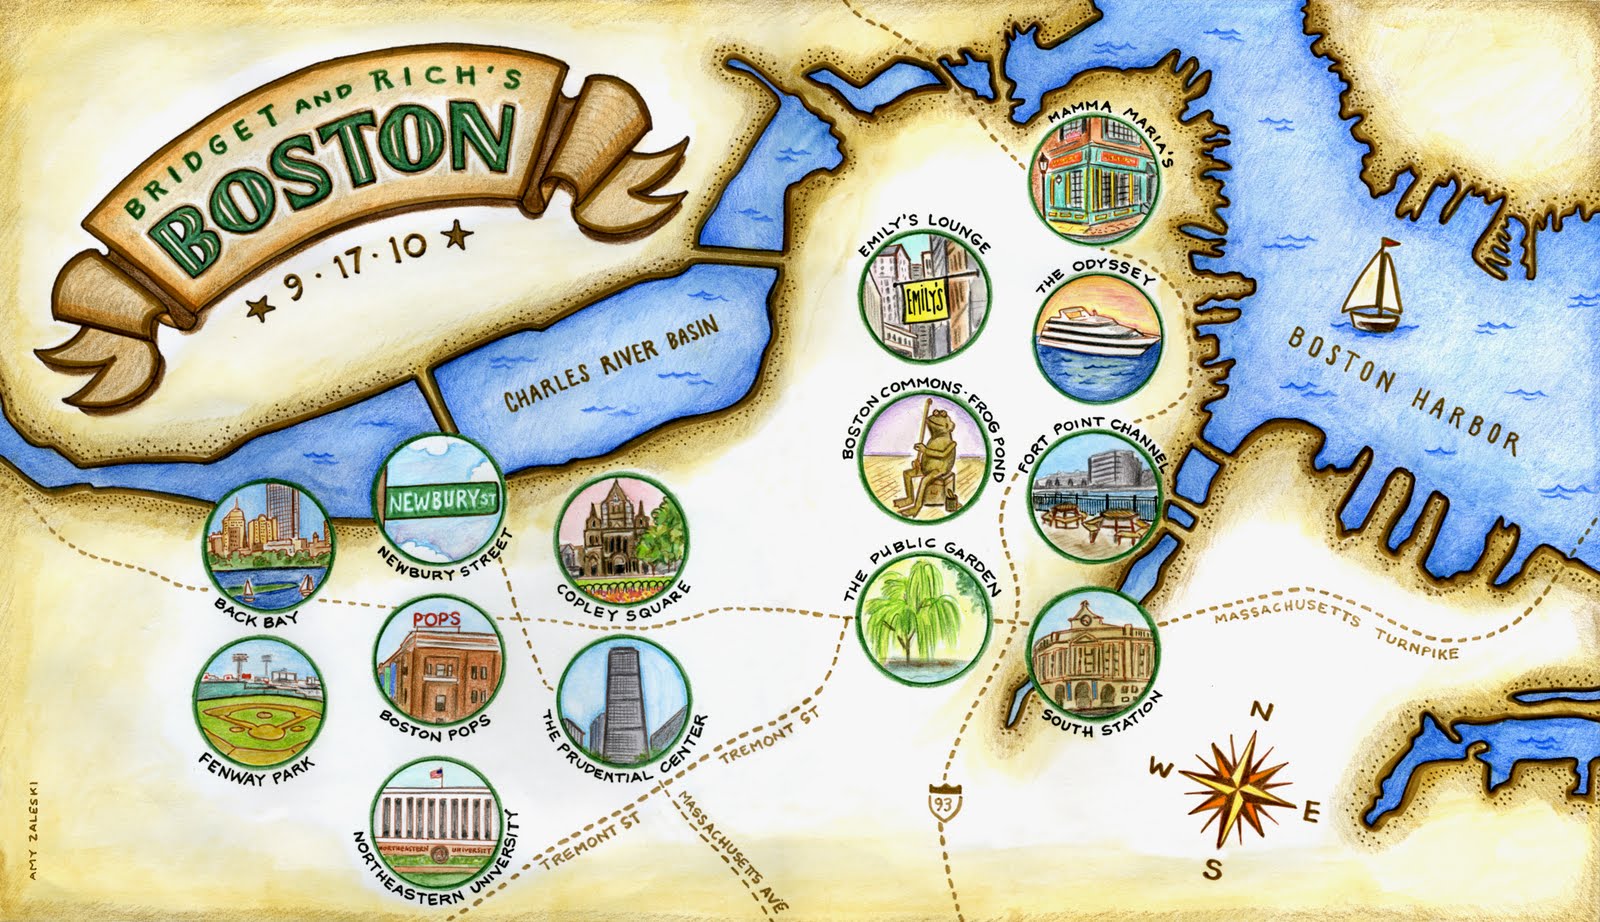 BRIDGET AND RICH'S
BOSTON
9·17·10
CHARLES RIVER BASIN
BOSTON HARBOR
MAMMA MARIA'S
EMILY'S LOUNGE
EMILY'S
THE ODYSSEY
BOSTON COMMONS-FROG POND
FORT POINT CHANNEL
NEWBURY ST
NEWBURY STREET
BACK BAY
COPLEY SQUARE
THE PUBLIC GARDEN
SOUTH STATION
MASSACHUSETTS TURNPIKE
POPS
BOSTON POPS
FENWAY PARK
THE PRUDENTIAL CENTER
TREMONT ST
TREMONT ST
MASSACHUSETTS AVE
93
NORTHEASTERN UNIVERSITY
NORTHEASTERN UNIVERSITY
N
W
E
S
AMY ZALESKI